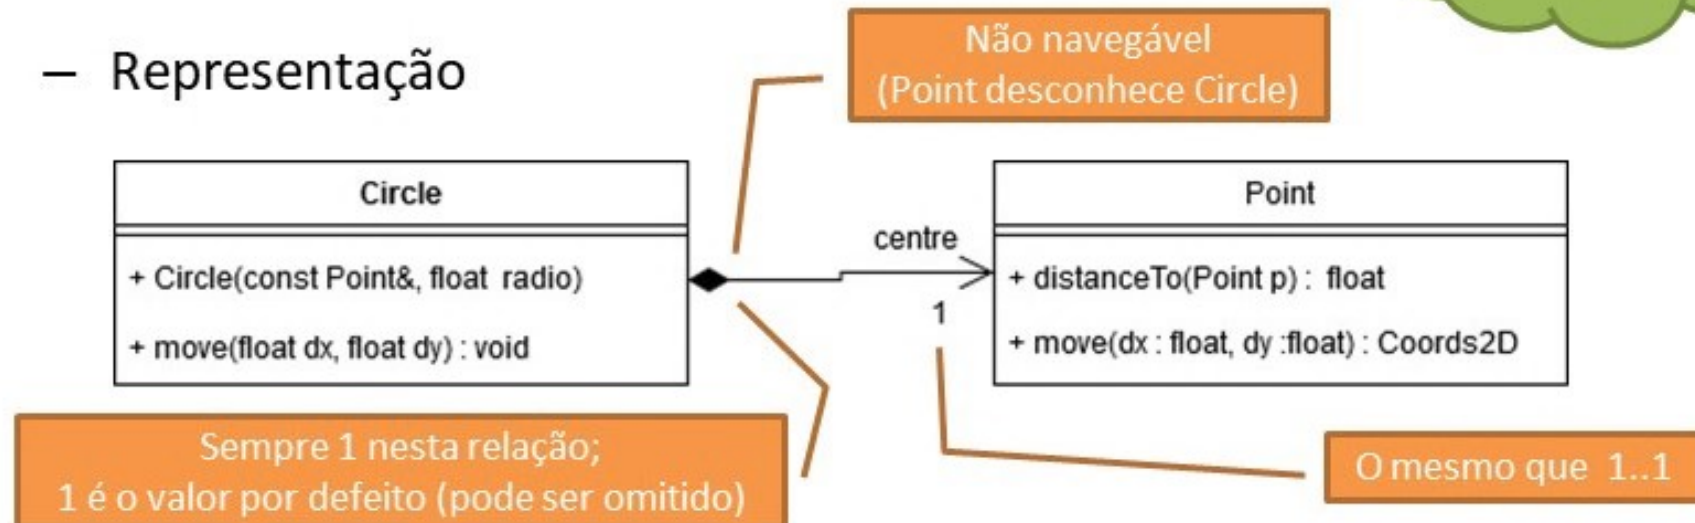 – Representação
Não navegável
(Point desconhece Circle)
Circle
+ Circle(const Point&, float radio)
+ move(float dx, float dy) : void
centre
1
Point
+ distanceTo(Point p) : float
+ move(dx : float, dy :float) : Coords2D
Sempre 1 nesta relação;
1 é o valor por defeito (pode ser omitido)
O mesmo que 1..1